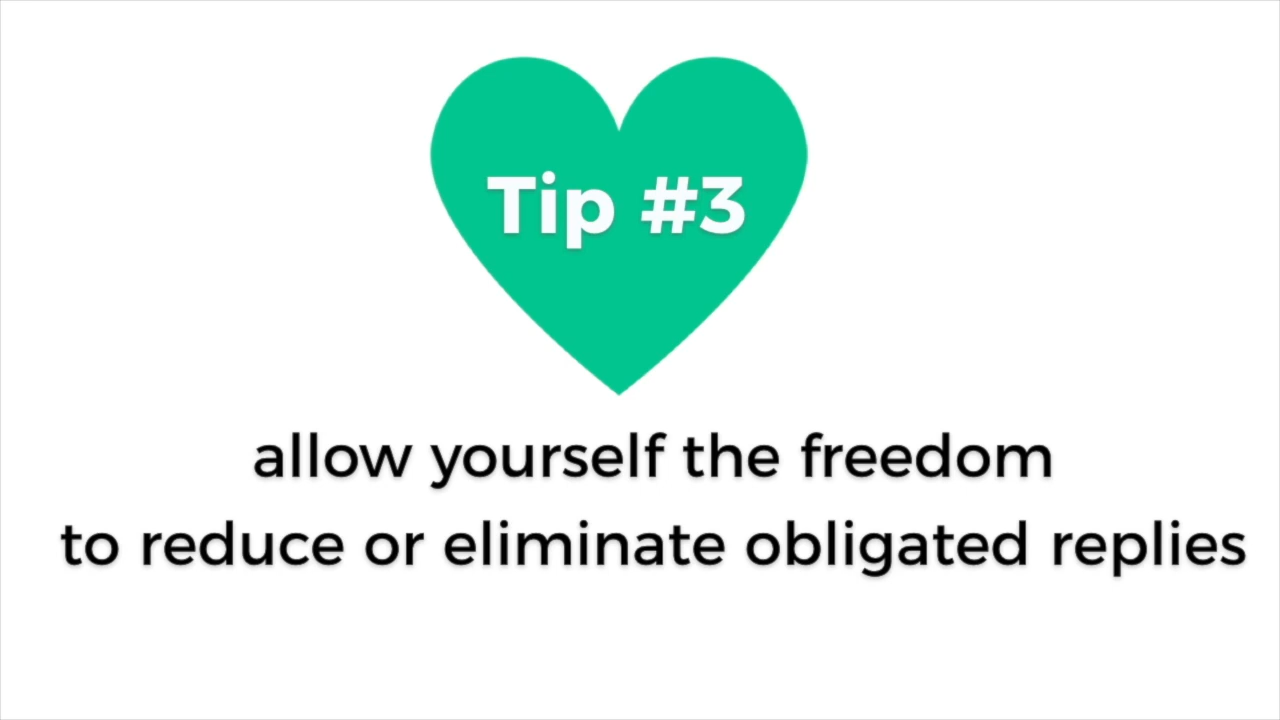 Tip #3
allow yourself the freedom
to reduce or eliminate obligated replies